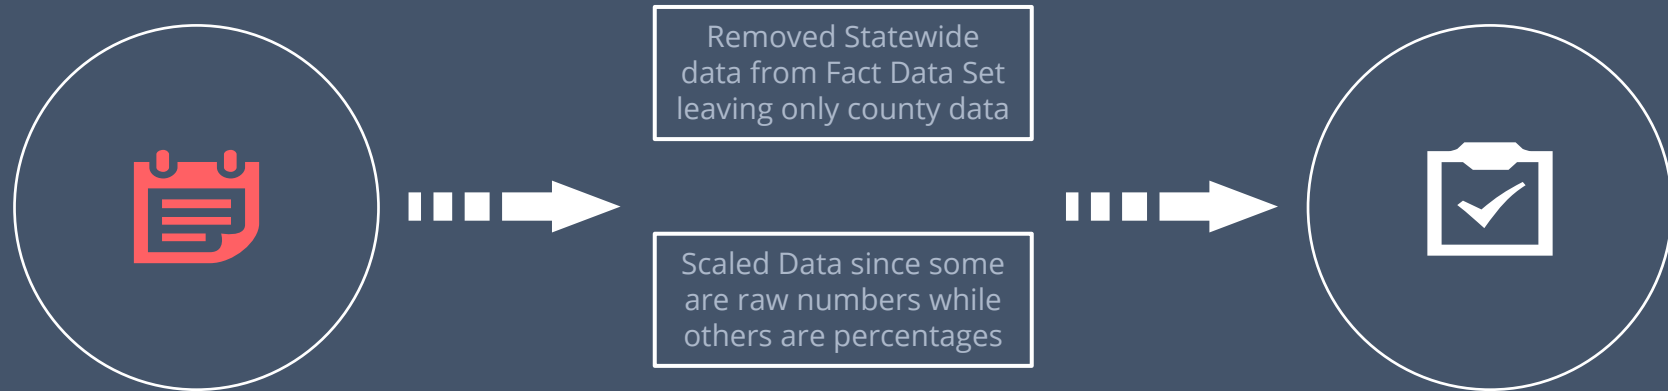 Removed Statewide
data from Fact Data Set
leaving only county data
Scaled Data since some
are raw numbers while
others are percentages